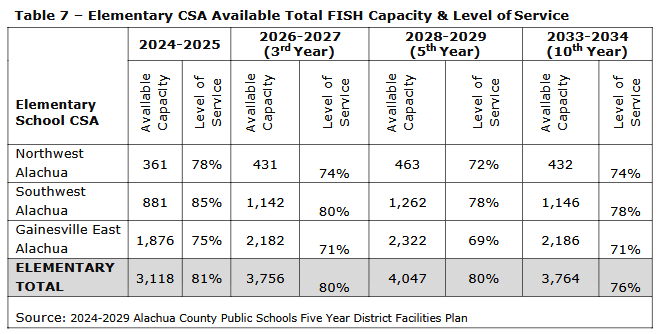 Table 7 – Elementary CSA Available Total FISH Capacity & Level of Service
Elementary School CSA 2024-2025 2026-2027 (3rd Year) 2028-2029 (5th Year) 2033-2034 (10th Year)
Available Capacity Level of Service Available Capacity Level of Service Available Capacity Level of Service Available Capacity Level of Service
Northwest Alachua 361 78% 431 74% 463 72% 432 74%
Southwest Alachua 881 85% 1,142 80% 1,262 78% 1,146 78%
Gainesville East Alachua 1,876 75% 2,182 71% 2,322 69% 2,186 71%
ELEMENTARY TOTAL 3,118 81% 3,756 80% 4,047 80% 3,764 76%
Source: 2024-2029 Alachua County Public Schools Five Year District Facilities Plan